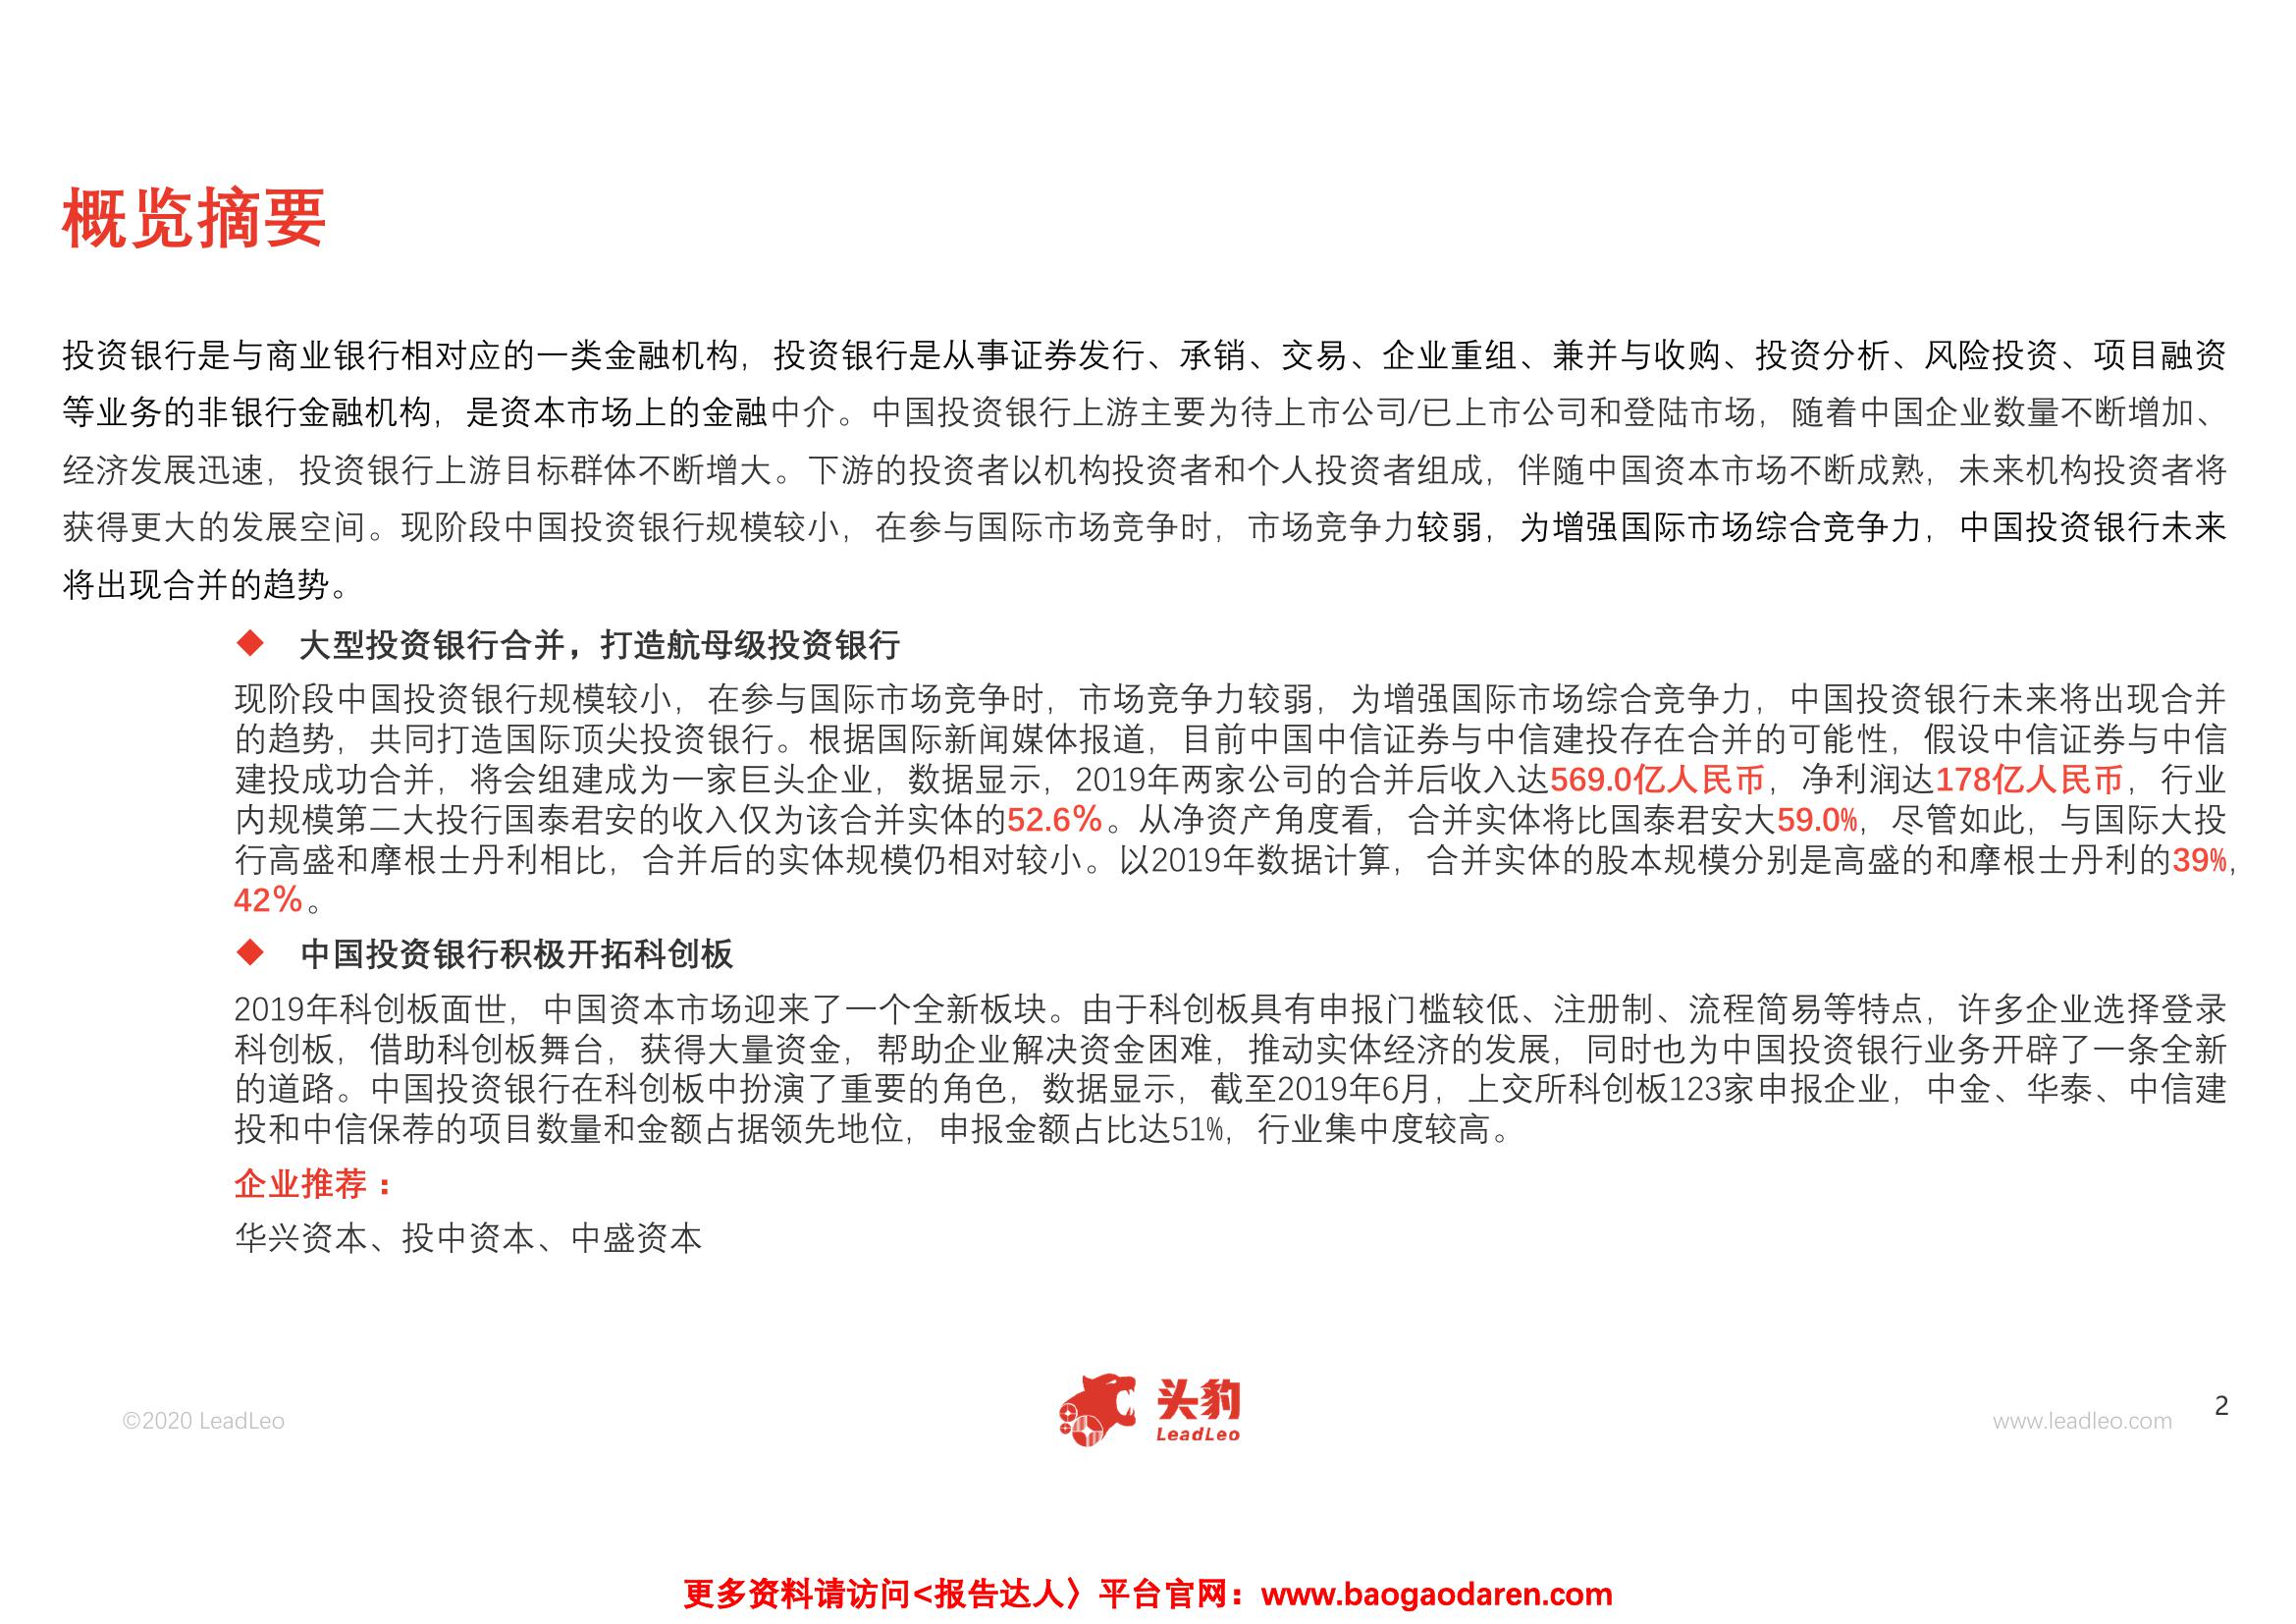 概览摘要
投资银行是与商业银行相对应的一类金融机构，投资银行是从事证券发行、承销、交易、企业重组、兼并与收购、投资分析、风险投资、项目融资
等业务的非银行金融机构，是资本市场上的金融中介。中国投资银行上游主要为待上市公司/已上市公司和登陆市场，随着中国企业数量不断增加、
经济发展迅速，投资银行上游目标群体不断增大。下游的投资者以机构投资者和个人投资者组成，伴随中国资本市场不断成熟，未来机构投资者将
获得更大的发展空间。现阶段中国投资银行规模较小，在参与国际市场竞争时，市场竞争力较弱，为增强国际市场综合竞争力，中国投资银行未来
将出现合并的趋势。
◆ 大型投资银行合并，打造航母级投资银行
现阶段中国投资银行规模较小，在参与国际市场竞争时，市场竞争力较弱，为增强国际市场综合竞争力，中国投资银行未来将出现合并
的趋势，共同打造国际顶尖投资银行。根据国际新闻媒体报道，目前中国中信证券与中信建投存在合并的可能性，假设中信证券与中信
建投成功合并，将会组建成为一家巨头企业，数据显示，2019年两家公司的合并后收入达569.0亿人民币，净利润达178亿人民币，行业
内规模第二大投行国泰君安的收入仅为该合并实体的52.6%。从净资产角度看，合并实体将比国泰君安大59.0%，尽管如此，与国际大投
行高盛和摩根士丹利相比，合并后的实体规模仍相对较小。以2019年数据计算，合并实体的股本规模分别是高盛的和摩根士丹利的39%，
42%。
◆ 中国投资银行积极开拓科创板
2019年科创板面世，中国资本市场迎来了一个全新板块。由于科创板具有申报门槛较低、注册制、流程简易等特点，许多企业选择登录
科创板，借助科创板舞台，获得大量资金，帮助企业解决资金困难，推动实体经济的发展，同时也为中国投资银行业务开辟了一条全新
的道路。中国投资银行在科创板中扮演了重要的角色，数据显示，截至2019年6月，上交所科创板123家申报企业，中金、华泰、中信建
投和中信保荐的项目数量和金额占据领先地位，申报金额占比达51%，行业集中度较高。
企业推荐：
华兴资本、投中资本、中盛资本
©2020 LeadLeo
头豹
LeadLeo
www.leadleo.com
2
更多资料请访问<报告达人〉平台官网：www.baogaodaren.com